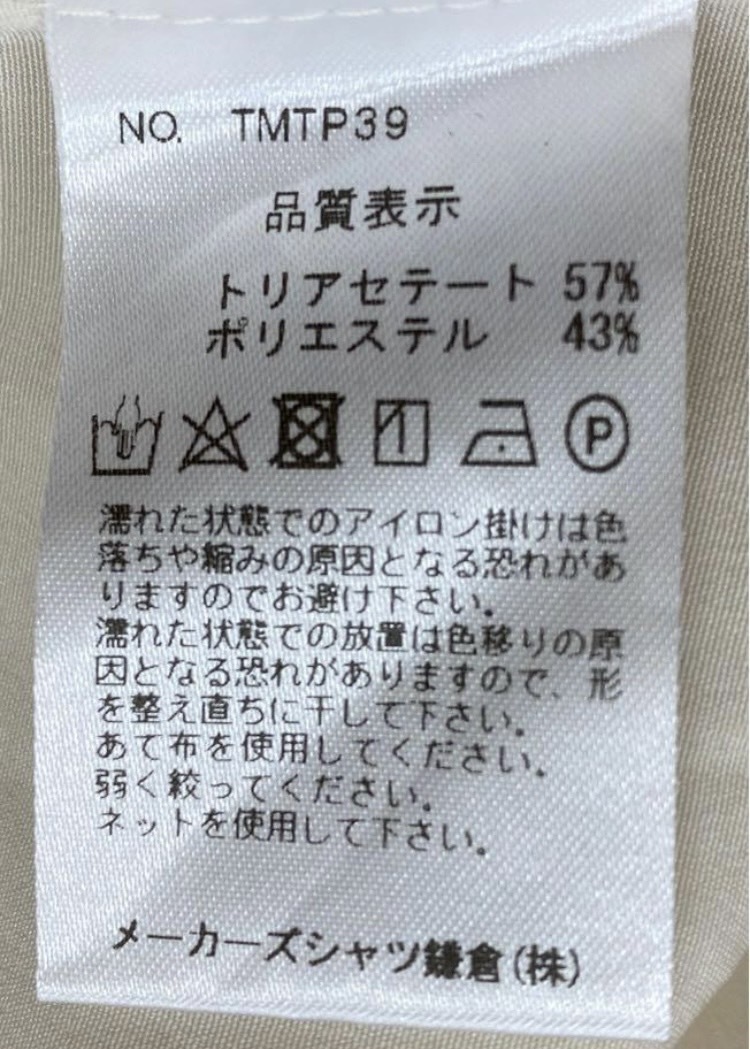 NO. TMTP39
品質表示
トリアセテート 57%
ポリエステル 43%
P
濡れた状態でのアイロン掛けは色
落ちや縮みの原因となる恐れがあ
りますのでお避け下さい。
濡れた状態での放置は色移りの原
因となる恐れがありますので、形
を整え直ちに干して下さい。
あて布を使用してください。
弱く絞ってください。
ネットを使用して下さい。
メーカーズシャツ鎌倉(株)